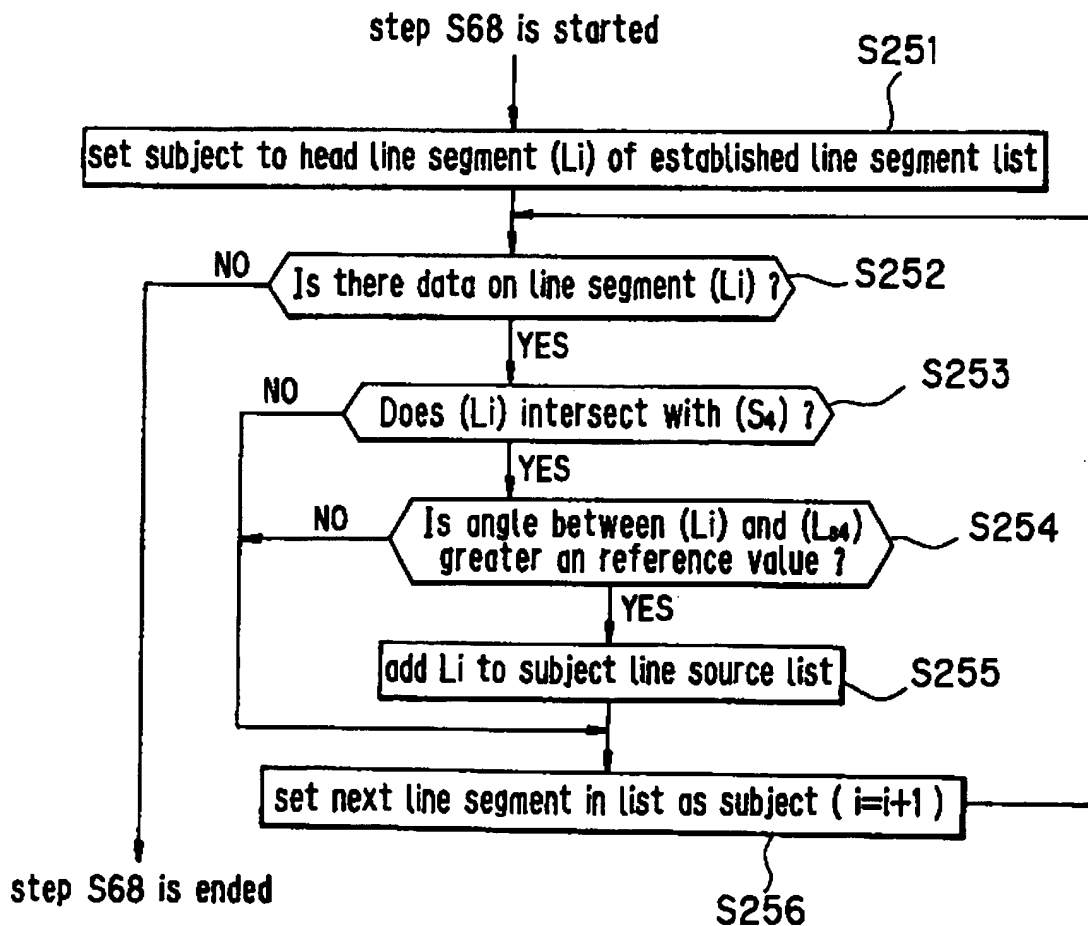 step S68 is started
S251
set subject to head line segment (Li) of established line segment list
NO
Is there data on line segment (Li) ?
S252
YES
NO
Does (Li) intersect with (S4) ?
S253
YES
NO
Is angle between (Li) and (Ls4)
greater an reference value ?
S254
YES
add Li to subject line source list
S255
set next line segment in list as subject ( i=i+1 )
step S68 is ended
S256